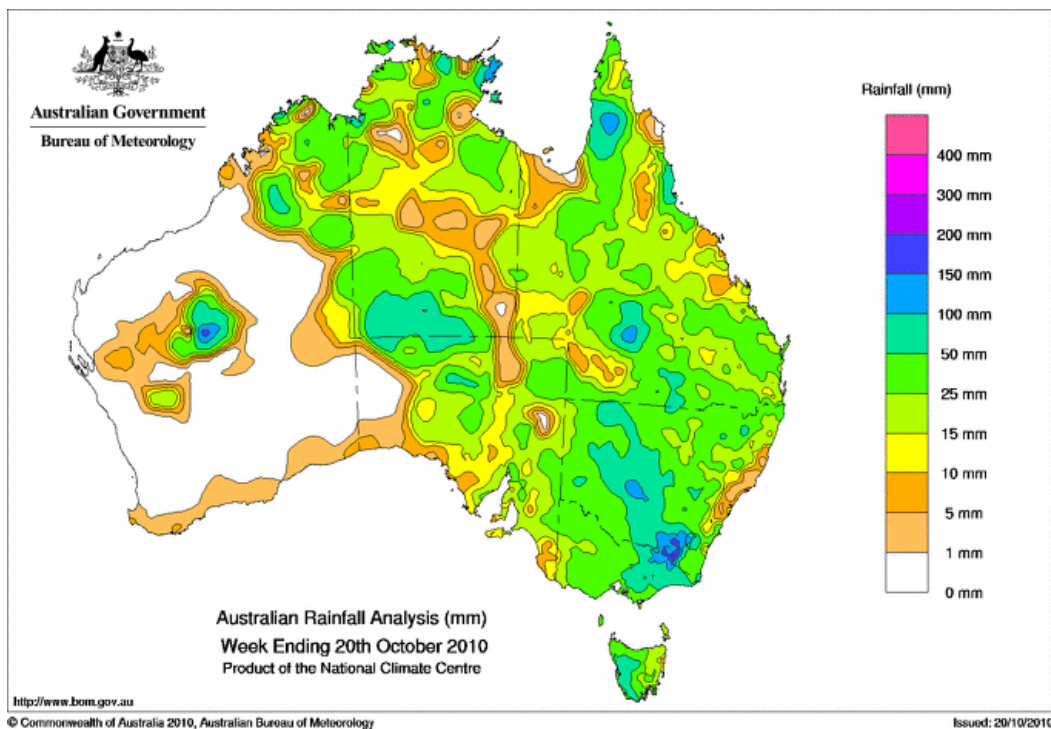 Australian Government
Bureau of Meteorology
Rainfall (mm)
400 mm
300 mm
200 mm
150 mm
100 mm
50 mm
25 mm
15 mm
10 mm
5 mm
1 mm
0 mm
Australian Rainfall Analysis (mm)
Week Ending 20th October 2010
Product of the National Climate Centre
http://www.bom.gov.au
© Commonwealth of Australia 2010, Australian Bureau of Meteorology
Issued: 20/10/2010